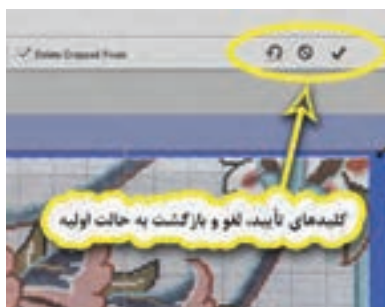 Delete Cropped Pixels
کلیدهای تأیید، لغو و بازگشت به حالت اولیه